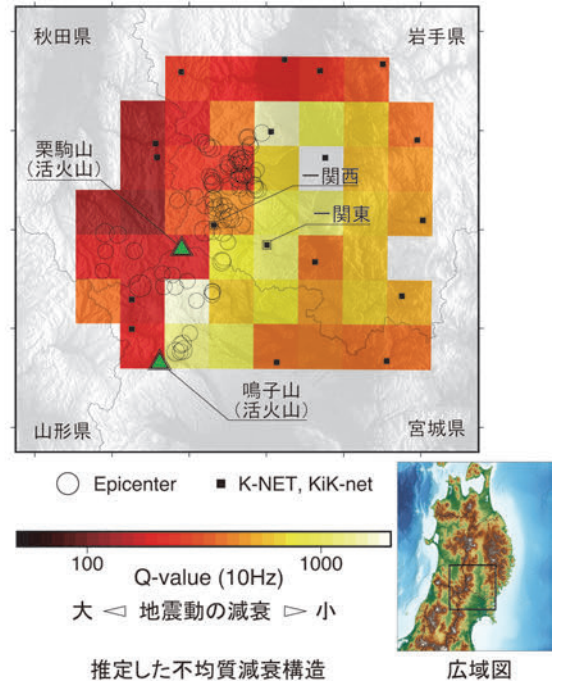 秋田県
岩手県
栗駒山
(活火山)
一関西
一関東
鳴子山
(活火山)
山形県
宮城県
Epicenter
K-NET, KiK-net
100
1000
Q-value (10Hz)
大 ◁ 地震動の減衰 ▷ 小
推定した不均質減衰構造
広域図